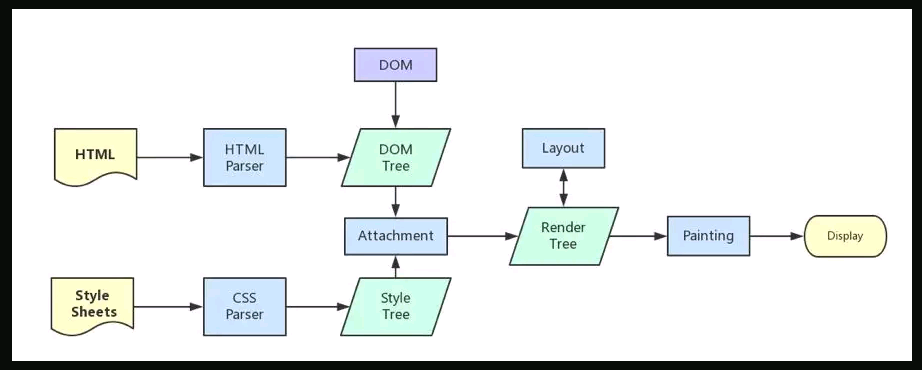 DOM
HTML
HTML
Parser
DOM
Tree
Layout
Attachment
Render
Tree
Painting
Display
Style
Sheets
CSS
Parser
Style
Tree